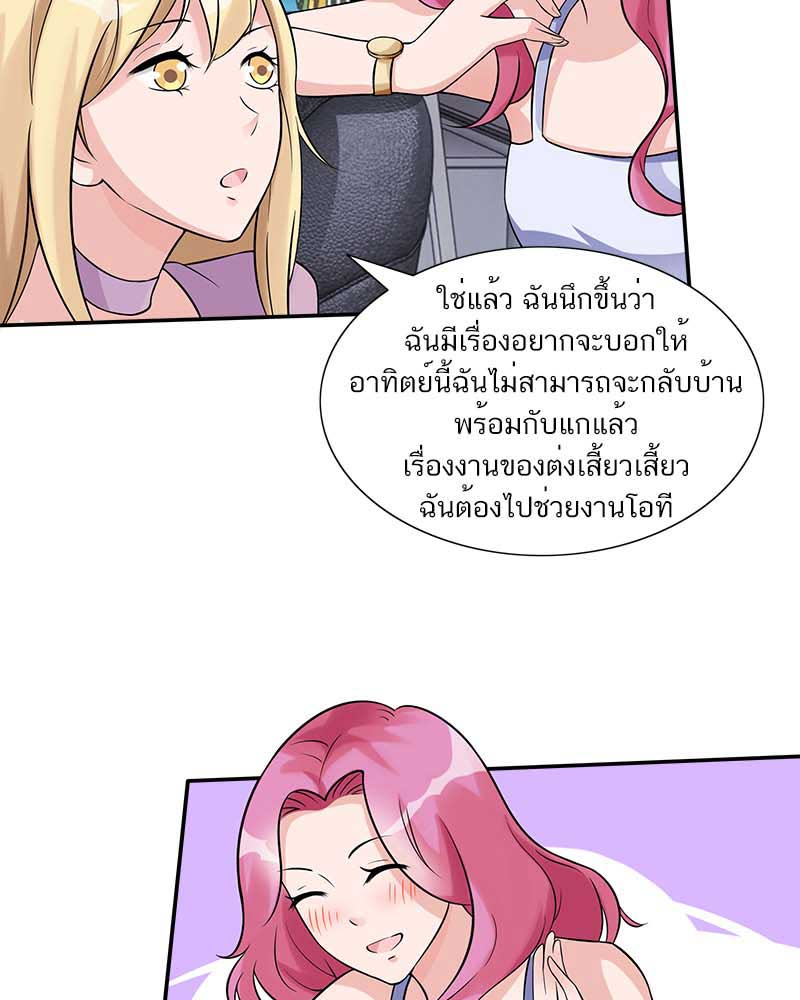 ใช่แล้ว ฉันนึกขึ้นว่า
ฉันมีเรื่องอยากจะบอกให้
อาทิตย์นี้ฉันไม่สามารถจะกลับบ้าน
พร้อมกับแกแล้ว
เรื่องงานของต่งเสี้ยวเสี้ยว
ฉันต้องไปช่วยงานโอที